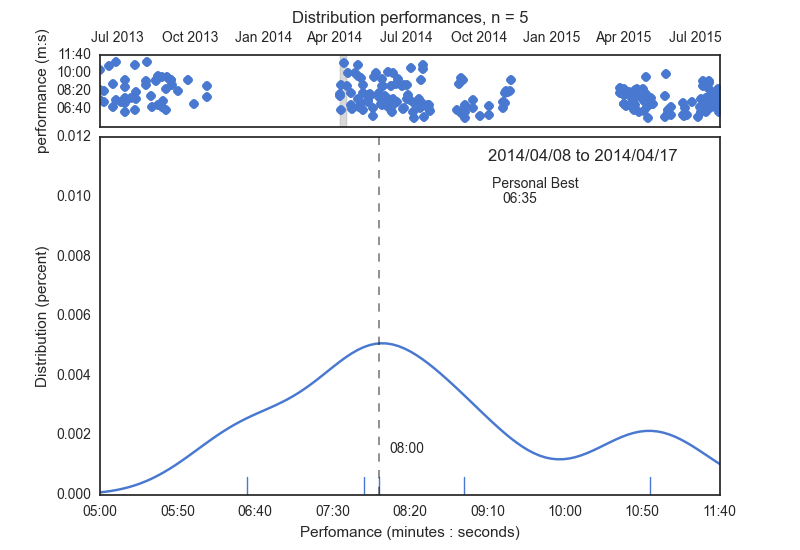 Distribution performances, n = 5
Jul 2013 Oct 2013 Jan 2014 Apr 2014 Jul 2014 Oct 2014 Jan 2015 Apr 2015 Jul 2015
performance (m:s)
11:40
10:00
08:20
06:40
0.012
2014/04/08 to 2014/04/17
Personal Best
06:35
0.010
0.008
Distribution (percent)
0.006
0.004
0.002
08:00
0.000
05:00 05:50 06:40 07:30 08:20 09:10 10:00 10:50 11:40
Perfomance (minutes : seconds)